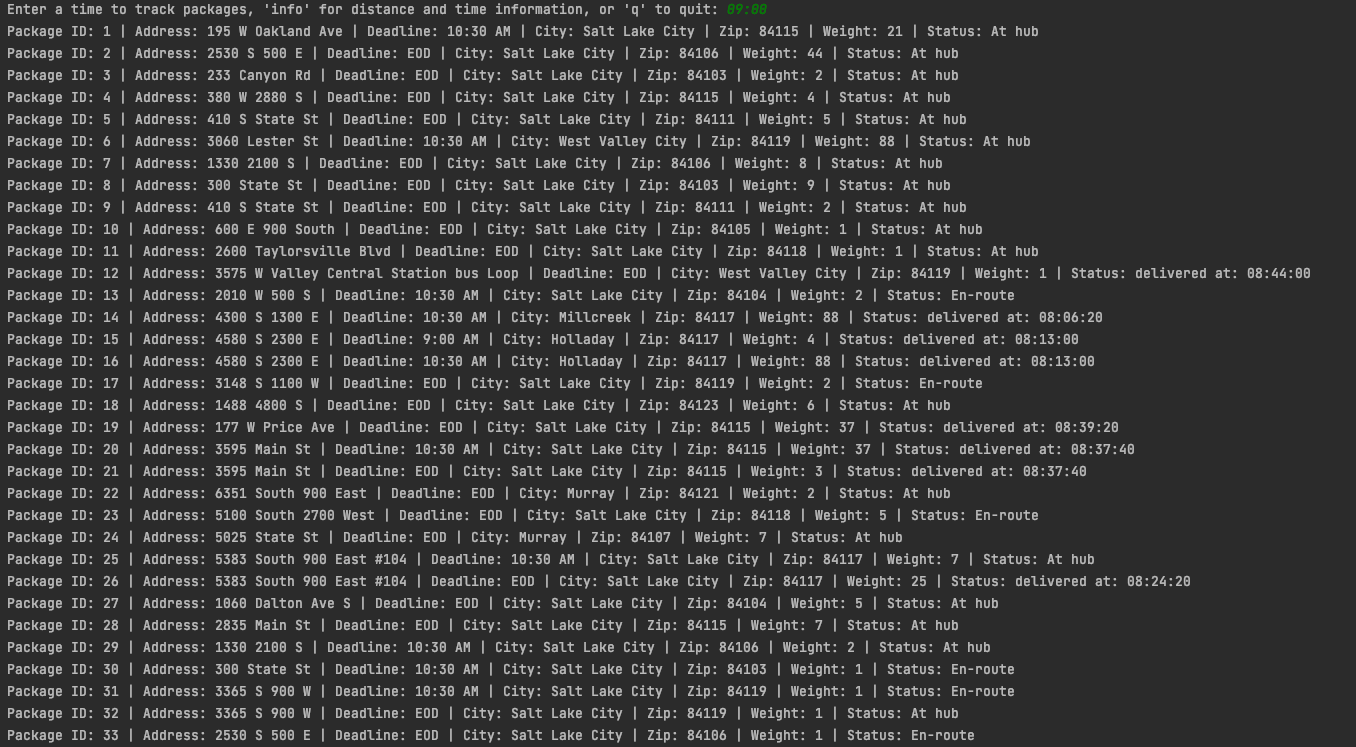 Enter a time to track packages, 'info' for distance and time information, or 'q' to quit: 09:00
Package ID: 1 | Address: 195 W Oakland Ave | Deadline: 10:30 AM | City: Salt Lake City | Zip: 84115 | Weight: 21 | Status: At hub
Package ID: 2 | Address: 2530 S 500 E | Deadline: EOD | City: Salt Lake City | Zip: 84106 | Weight: 44 | Status: At hub
Package ID: 3 | Address: 233 Canyon Rd | Deadline: EOD | City: Salt Lake City | Zip: 84103 | Weight: 2 | Status: At hub
Package ID: 4 | Address: 380 W 2880 S | Deadline: EOD | City: Salt Lake City | Zip: 84115 | Weight: 4 | Status: At hub
Package ID: 5 | Address: 410 S State St | Deadline: EOD | City: Salt Lake City | Zip: 84111 | Weight: 5 | Status: At hub
Package ID: 6 | Address: 3060 Lester St | Deadline: 10:30 AM | City: West Valley City | Zip: 84119 | Weight: 88 | Status: At hub
Package ID: 7 | Address: 1330 2100 S | Deadline: EOD | City: Salt Lake City | Zip: 84106 | Weight: 8 | Status: At hub
Package ID: 8 | Address: 300 State St | Deadline: EOD | City: Salt Lake City | Zip: 84103 | Weight: 9 | Status: At hub
Package ID: 9 | Address: 410 S State St | Deadline: EOD | City: Salt Lake City | Zip: 84111 | Weight: 2 | Status: At hub
Package ID: 10 | Address: 600 E 900 South | Deadline: EOD | City: Salt Lake City | Zip: 84105 | Weight: 1 | Status: At hub
Package ID: 11 | Address: 2600 Taylorsville Blvd | Deadline: EOD | City: Salt Lake City | Zip: 84118 | Weight: 1 | Status: At hub
Package ID: 12 | Address: 3575 W Valley Central Station bus Loop | Deadline: EOD | City: West Valley City | Zip: 84119 | Weight: 1 | Status: delivered at: 08:44:00
Package ID: 13 | Address: 2010 W 500 S | Deadline: 10:30 AM | City: Salt Lake City | Zip: 84104 | Weight: 2 | Status: En-route
Package ID: 14 | Address: 4300 S 1300 E | Deadline: 10:30 AM | City: Millcreek | Zip: 84117 | Weight: 88 | Status: delivered at: 08:06:20
Package ID: 15 | Address: 4580 S 2300 E | Deadline: 9:00 AM | City: Holladay | Zip: 84117 | Weight: 4 | Status: delivered at: 08:13:00
Package ID: 16 | Address: 4580 S 2300 E | Deadline: 10:30 AM | City: Holladay | Zip: 84117 | Weight: 88 | Status: delivered at: 08:13:00
Package ID: 17 | Address: 3148 S 1100 W | Deadline: EOD | City: Salt Lake City | Zip: 84119 | Weight: 2 | Status: En-route
Package ID: 18 | Address: 1488 4800 S | Deadline: EOD | City: Salt Lake City | Zip: 84123 | Weight: 6 | Status: At hub
Package ID: 19 | Address: 177 W Price Ave | Deadline: EOD | City: Salt Lake City | Zip: 84115 | Weight: 37 | Status: delivered at: 08:39:20
Package ID: 20 | Address: 3595 Main St | Deadline: 10:30 AM | City: Salt Lake City | Zip: 84115 | Weight: 37 | Status: delivered at: 08:37:40
Package ID: 21 | Address: 3595 Main St | Deadline: EOD | City: Salt Lake City | Zip: 84115 | Weight: 3 | Status: delivered at: 08:37:40
Package ID: 22 | Address: 6351 South 900 East | Deadline: EOD | City: Murray | Zip: 84121 | Weight: 2 | Status: At hub
Package ID: 23 | Address: 5100 South 2700 West | Deadline: EOD | City: Salt Lake City | Zip: 84118 | Weight: 5 | Status: En-route
Package ID: 24 | Address: 5025 State St | Deadline: EOD | City: Murray | Zip: 84107 | Weight: 7 | Status: At hub
Package ID: 25 | Address: 5383 South 900 East #104 | Deadline: 10:30 AM | City: Salt Lake City | Zip: 84117 | Weight: 7 | Status: At hub
Package ID: 26 | Address: 5383 South 900 East #104 | Deadline: EOD | City: Salt Lake City | Zip: 84117 | Weight: 25 | Status: delivered at: 08:24:20
Package ID: 27 | Address: 1060 Dalton Ave S | Deadline: EOD | City: Salt Lake City | Zip: 84104 | Weight: 5 | Status: At hub
Package ID: 28 | Address: 2835 Main St | Deadline: EOD | City: Salt Lake City | Zip: 84115 | Weight: 7 | Status: At hub
Package ID: 29 | Address: 1330 2100 S | Deadline: 10:30 AM | City: Salt Lake City | Zip: 84106 | Weight: 2 | Status: At hub
Package ID: 30 | Address: 300 State St | Deadline: 10:30 AM | City: Salt Lake City | Zip: 84103 | Weight: 1 | Status: En-route
Package ID: 31 | Address: 3365 S 900 W | Deadline: 10:30 AM | City: Salt Lake City | Zip: 84119 | Weight: 1 | Status: En-route
Package ID: 32 | Address: 3365 S 900 W | Deadline: EOD | City: Salt Lake City | Zip: 84119 | Weight: 1 | Status: At hub
Package ID: 33 | Address: 2530 S 500 E | Deadline: EOD | City: Salt Lake City | Zip: 84106 | Weight: 1 | Status: En-route